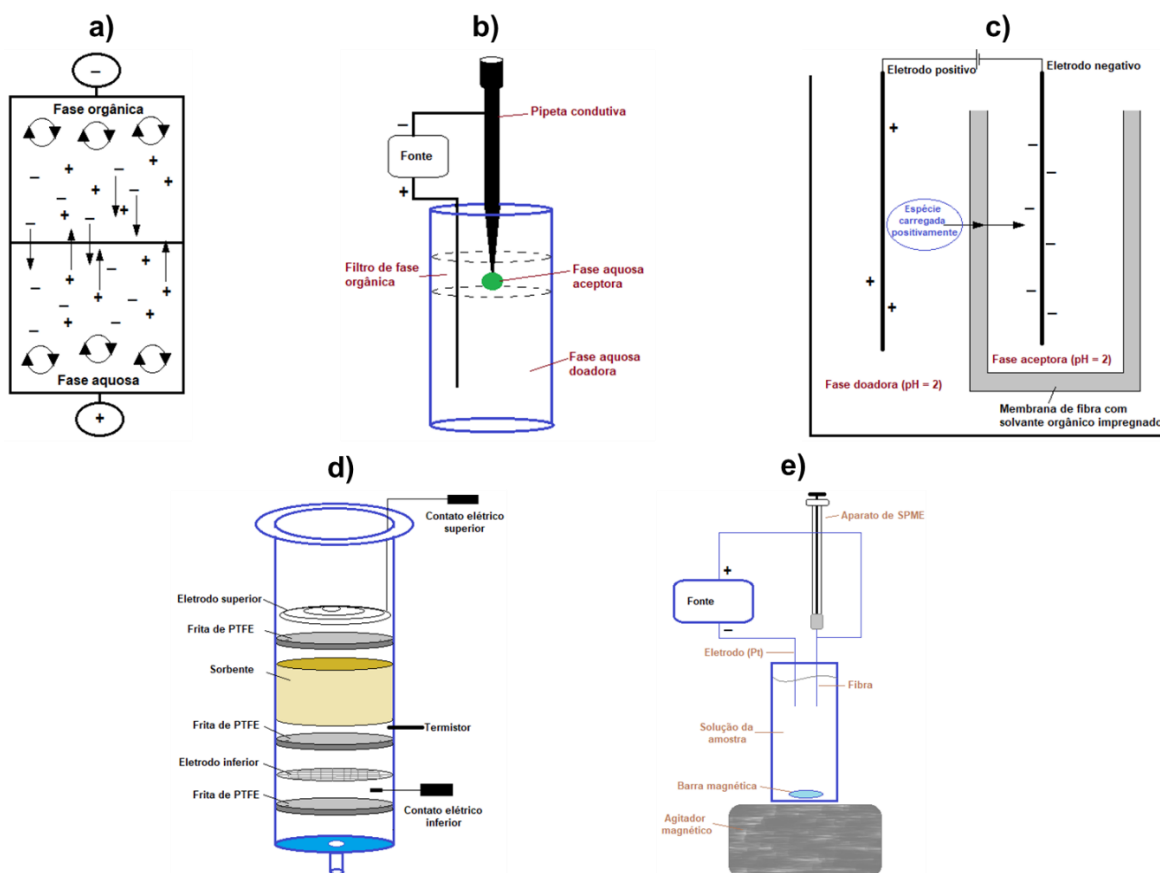 a)
−
Fase orgânica
Fase aquosa
+
b)
Pipeta condutiva
−
Fonte
+
Filtro de fase
orgânica
Fase aquosa
aceptora
Fase aquosa
doadora
c)
Eletrodo positivo
Eletrodo negativo
Espécie
carregada
positivamente
Fase aceptora (pH = 2)
Fase doadora (pH = 2)
Membrana de fibra com
solvante orgânico impregnado
d)
Contato elétrico
superior
Eletrodo superior
Frita de PTFE
Sorbente
Frita de PTFE
Termistor
Eletrodo inferior
Frita de PTFE
Contato elétrico
inferior
e)
Aparato de SPME
+
Fonte
−
Eletrodo (Pt)
Fibra
Solução da
amostra
Barra magnética
Agitador
magnético